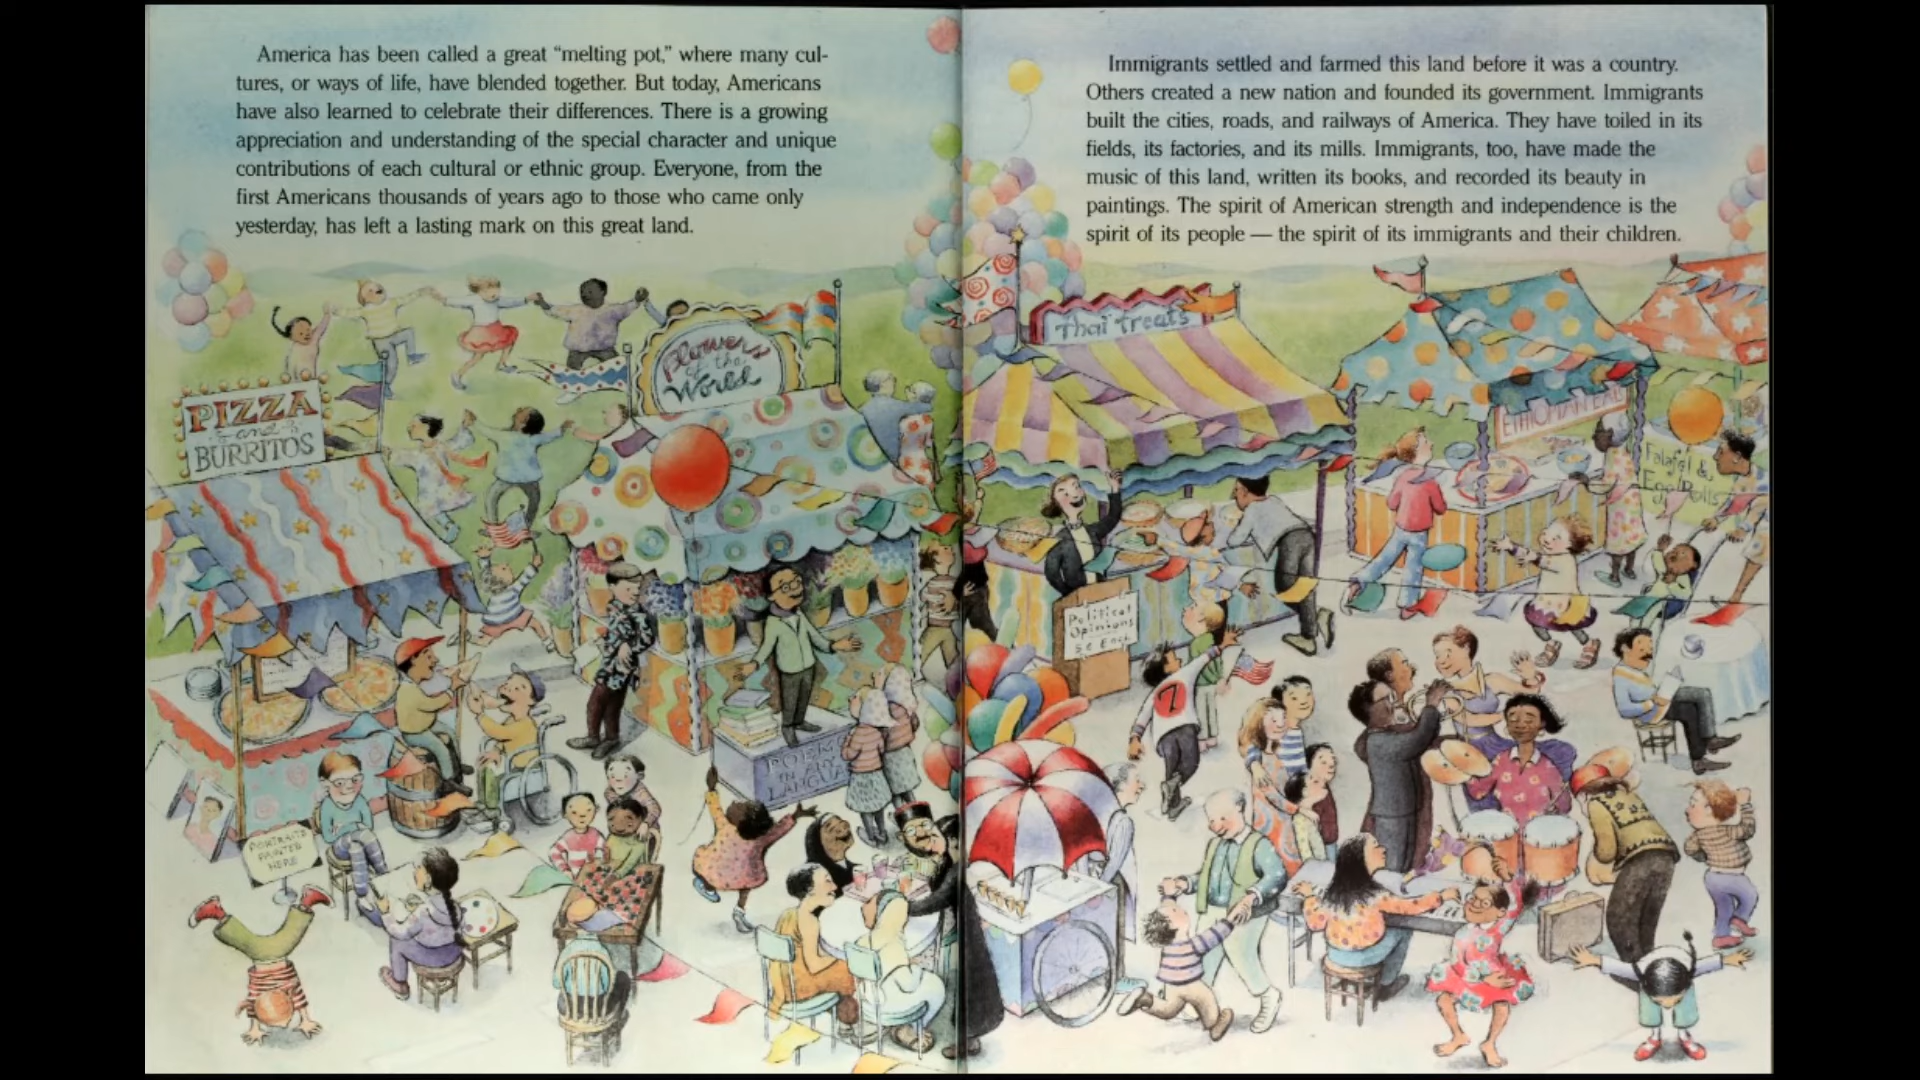 America has been called a great “melting pot,” where many cul-
tures, or ways of life, have blended together. But today, Americans
have also learned to celebrate their differences. There is a growing
appreciation and understanding of the special character and unique
contributions of each cultural or ethnic group. Everyone, from the
first Americans thousands of years ago to those who came only
yesterday, has left a lasting mark on this great land.
Immigrants settled and farmed this land before it was a country.
Others created a new nation and founded its government. Immigrants
built the cities, roads, and railways of America. They have toiled in its
fields, its factories, and its mills. Immigrants, too, have made the
music of this land, written its books, and recorded its beauty in
paintings. The spirit of American strength and independence is the
spirit of its people — the spirit of its immigrants and their children.
PIZZA
and
BURRITOS
Flowers
of the
World
Thai Treats
Falafel &
Egg Rolls
Political
Opinions
5¢ Each
7
PORTRAITS
PAINTED
HERE